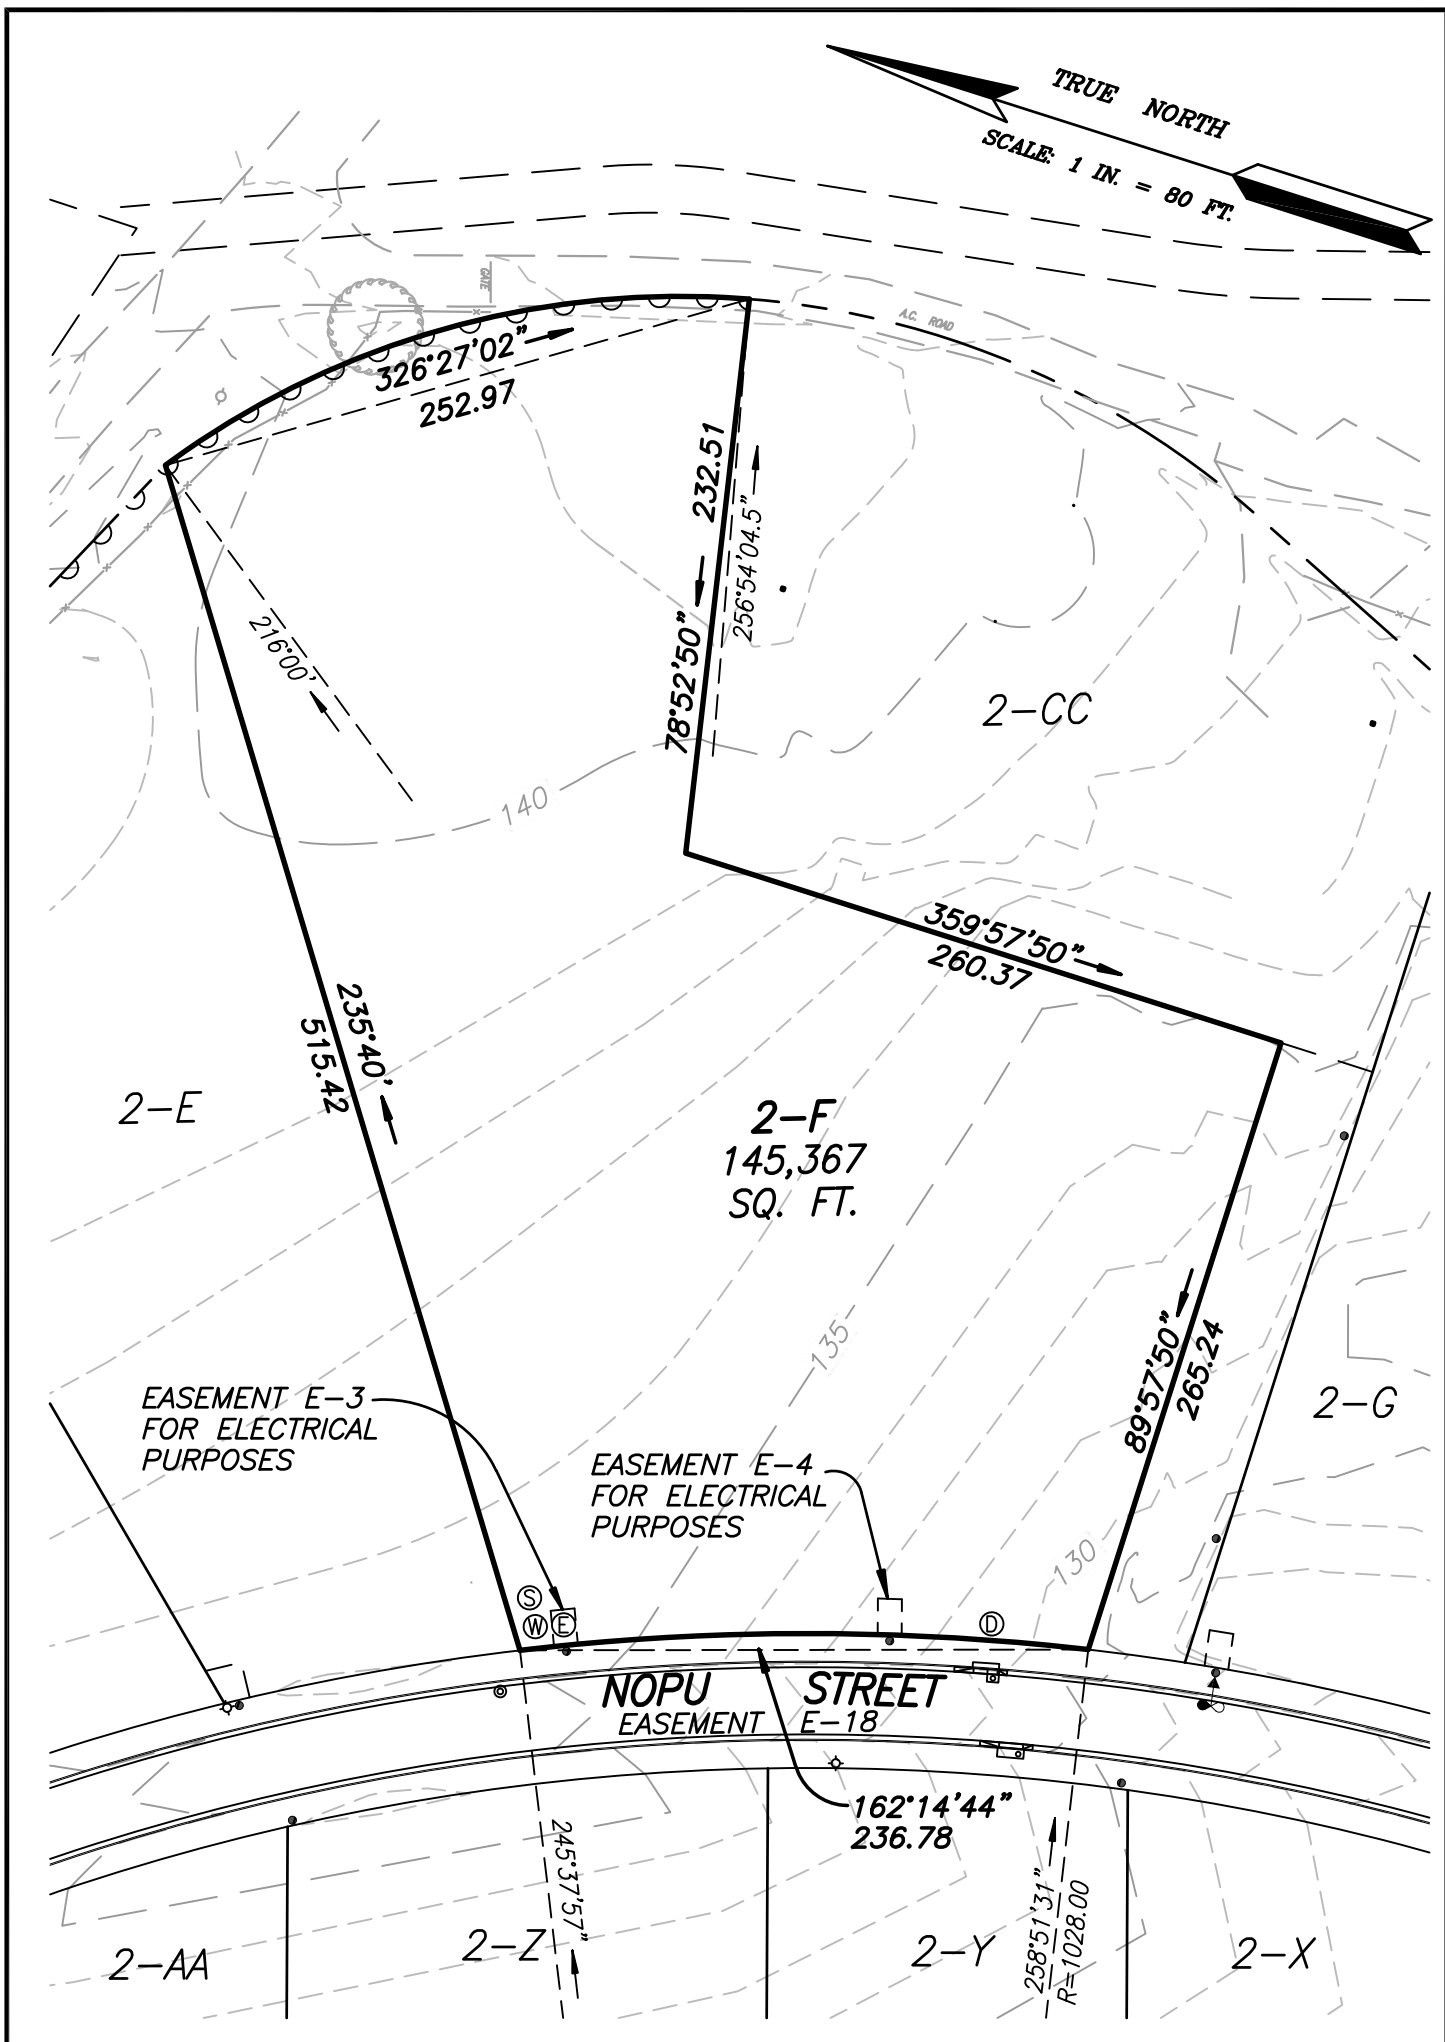 TRUE NORTH
SCALE: 1 IN. = 80 FT.
GATE
A.C. ROAD
326°27'02"
252.97
232.51
256°54'04.5"
78°52'50"
216°00'
2-CC
140
359°57'50"
260.37
235°40'
515.42
2-E
2-F
145,367
SQ. FT.
135
89°57'50"
265.24
2-G
EASEMENT E-3
FOR ELECTRICAL
PURPOSES
EASEMENT E-4
FOR ELECTRICAL
PURPOSES
130
S
W E
D
NOPU STREET
EASEMENT E-18
162°14'44"
236.78
245°37'57"
258°51'31"
R=1028.00
2-AA
2-Z
2-Y
2-X